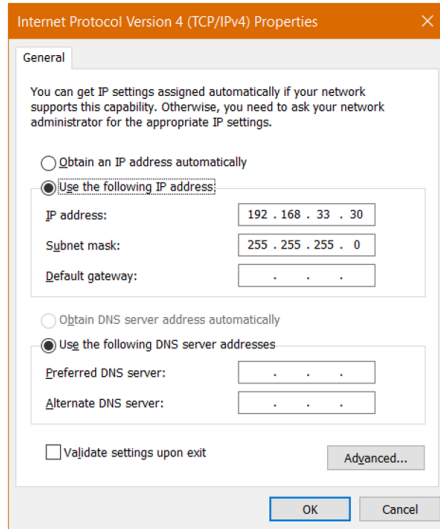 Internet Protocol Version 4 (TCP/IPv4) Properties
General
You can get IP settings assigned automatically if your network
supports this capability. Otherwise, you need to ask your network
administrator for the appropriate IP settings.
Obtain an IP address automatically
Use the following IP address:
IP address: 192 . 168 . 33 . 30
Subnet mask: 255 . 255 . 255 . 0
Default gateway: . . .
Obtain DNS server address automatically
Use the following DNS server addresses
Preferred DNS server: . . .
Alternate DNS server: . . .
Validate settings upon exit
Advanced...
OK Cancel